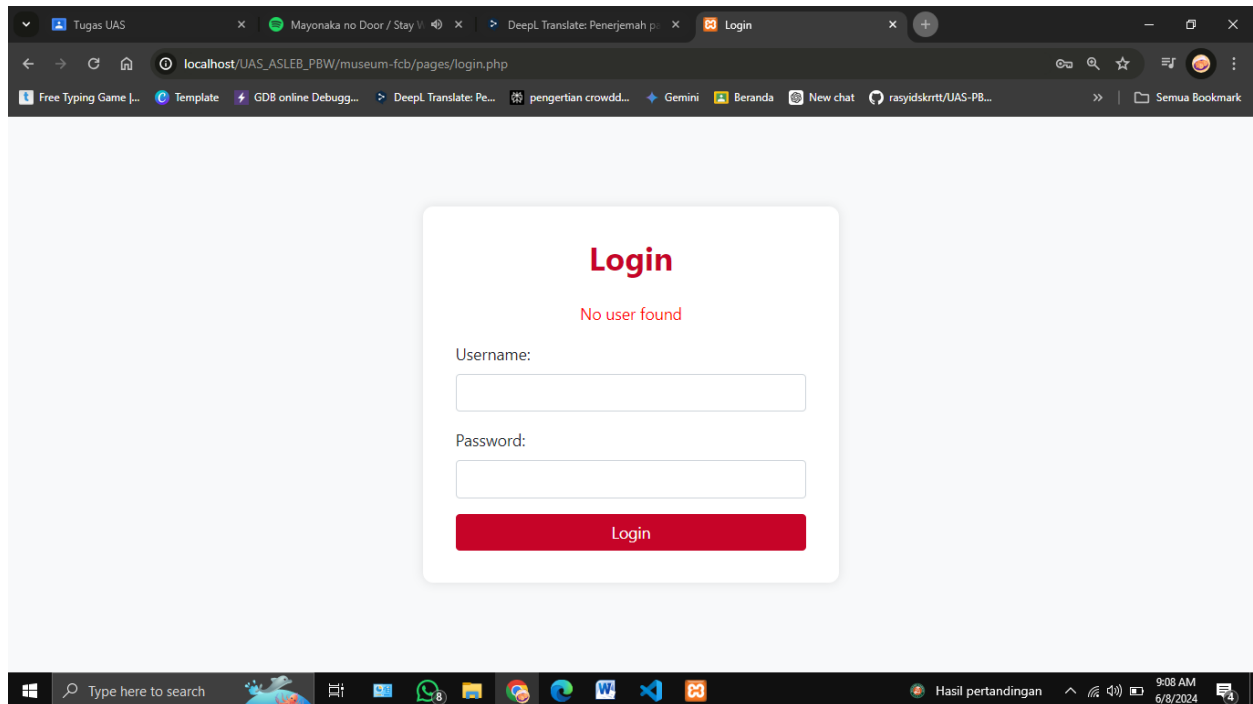 Tugas UAS
Mayonaka no Door / Stay W
DeepL Translate: Penerjemah pa
Login
localhost/UAS_ASLEB_PBW/museum-fcb/pages/login.php
Free Typing Game |...
Template
GDB online Debugg...
DeepL Translate: Pe...
pengertian crowdd...
Gemini
Beranda
New chat
rasyidskrrtt/UAS-PB...
»
Semua Bookmark
Login
No user found
Username:
Password:
Login
Type here to search
8
W
Hasil pertandingan
9:08 AM
6/8/2024
4